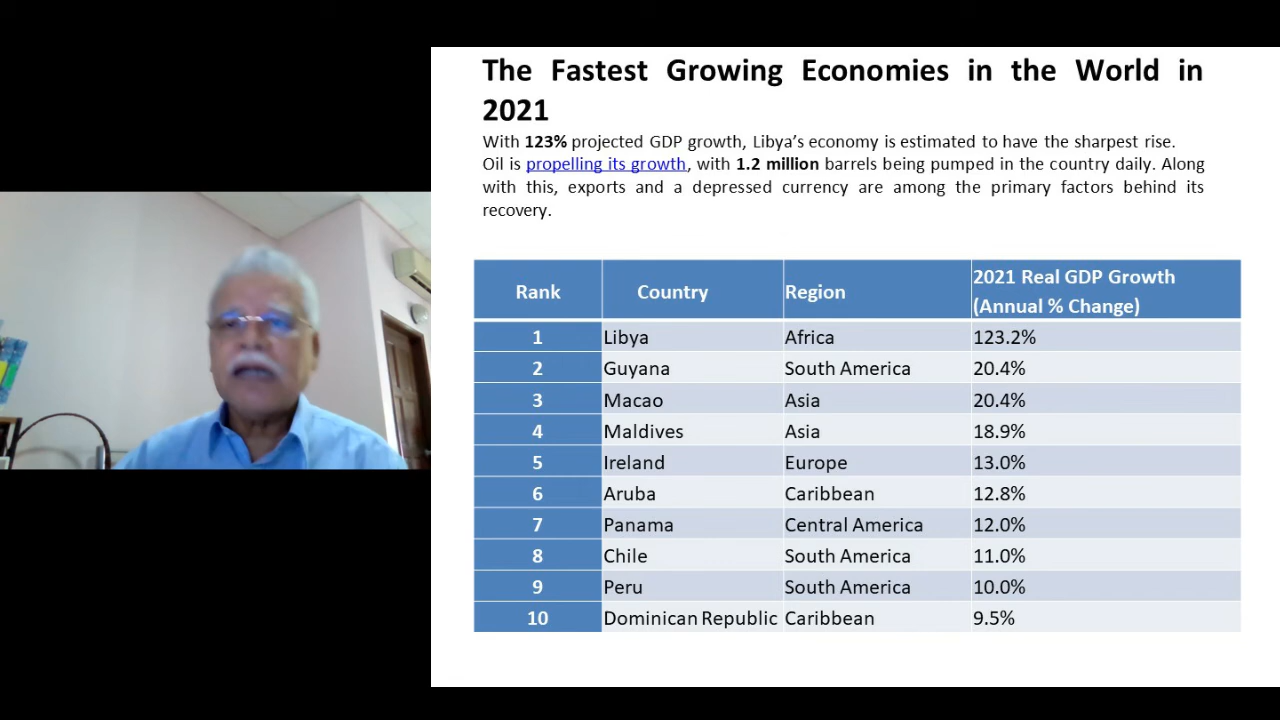 The Fastest Growing Economies in the World in
2021
With 123% projected GDP growth, Libya's economy is estimated to have the sharpest rise.
Oil is propelling its growth, with 1.2 million barrels being pumped in the country daily. Along
with this, exports and a depressed currency are among the primary factors behind its
recovery.
Rank Country Region 2021 Real GDP Growth
(Annual % Change)
1 Libya Africa 123.2%
2 Guyana South America 20.4%
3 Macao Asia 20.4%
4 Maldives Asia 18.9%
5 Ireland Europe 13.0%
6 Aruba Caribbean 12.8%
7 Panama Central America 12.0%
8 Chile South America 11.0%
9 Peru South America 10.0%
10 Dominican Republic Caribbean 9.5%